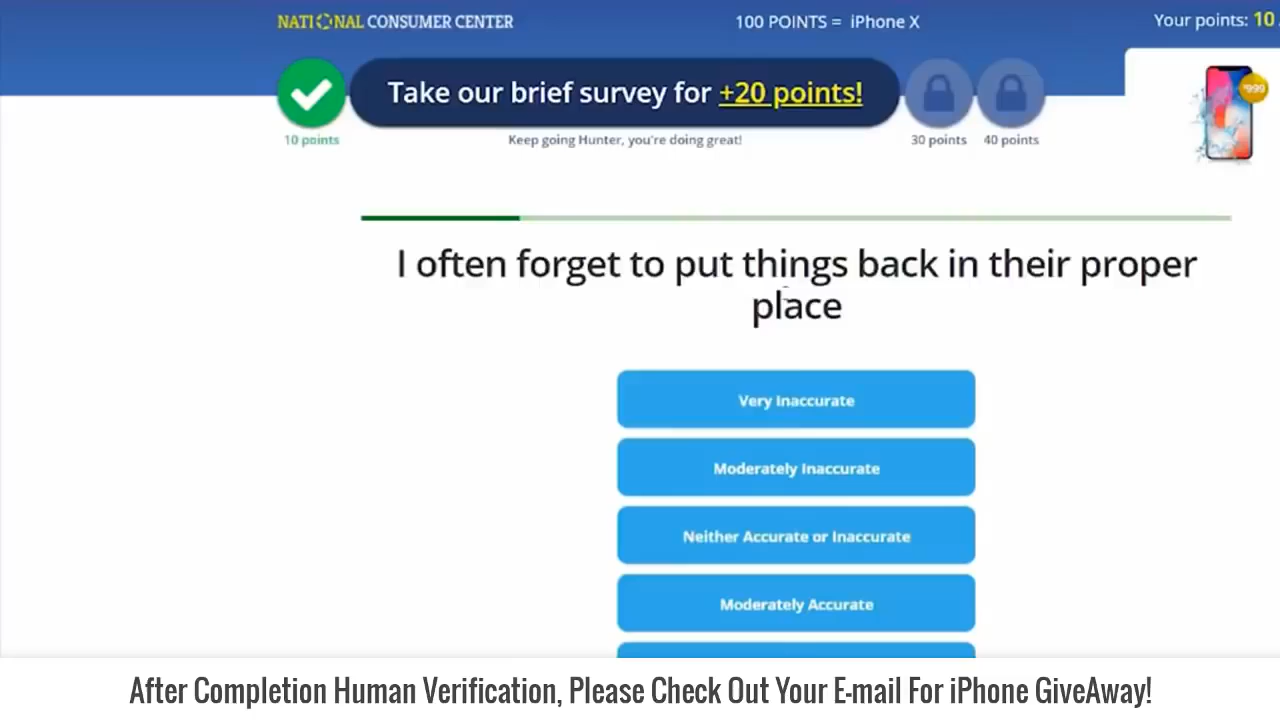 NATIONAL CONSUMER CENTER
100 POINTS = iPhone X
Your points: 10
Take our brief survey for +20 points!
$999
10 points
Keep going Hunter, you're doing great!
30 points
40 points
I often forget to put things back in their proper
place
Very Inaccurate
Moderately Inaccurate
Neither Accurate or Inaccurate
Moderately Accurate
After Completion Human Verification, Please Check Out Your E-mail For iPhone GiveAway!